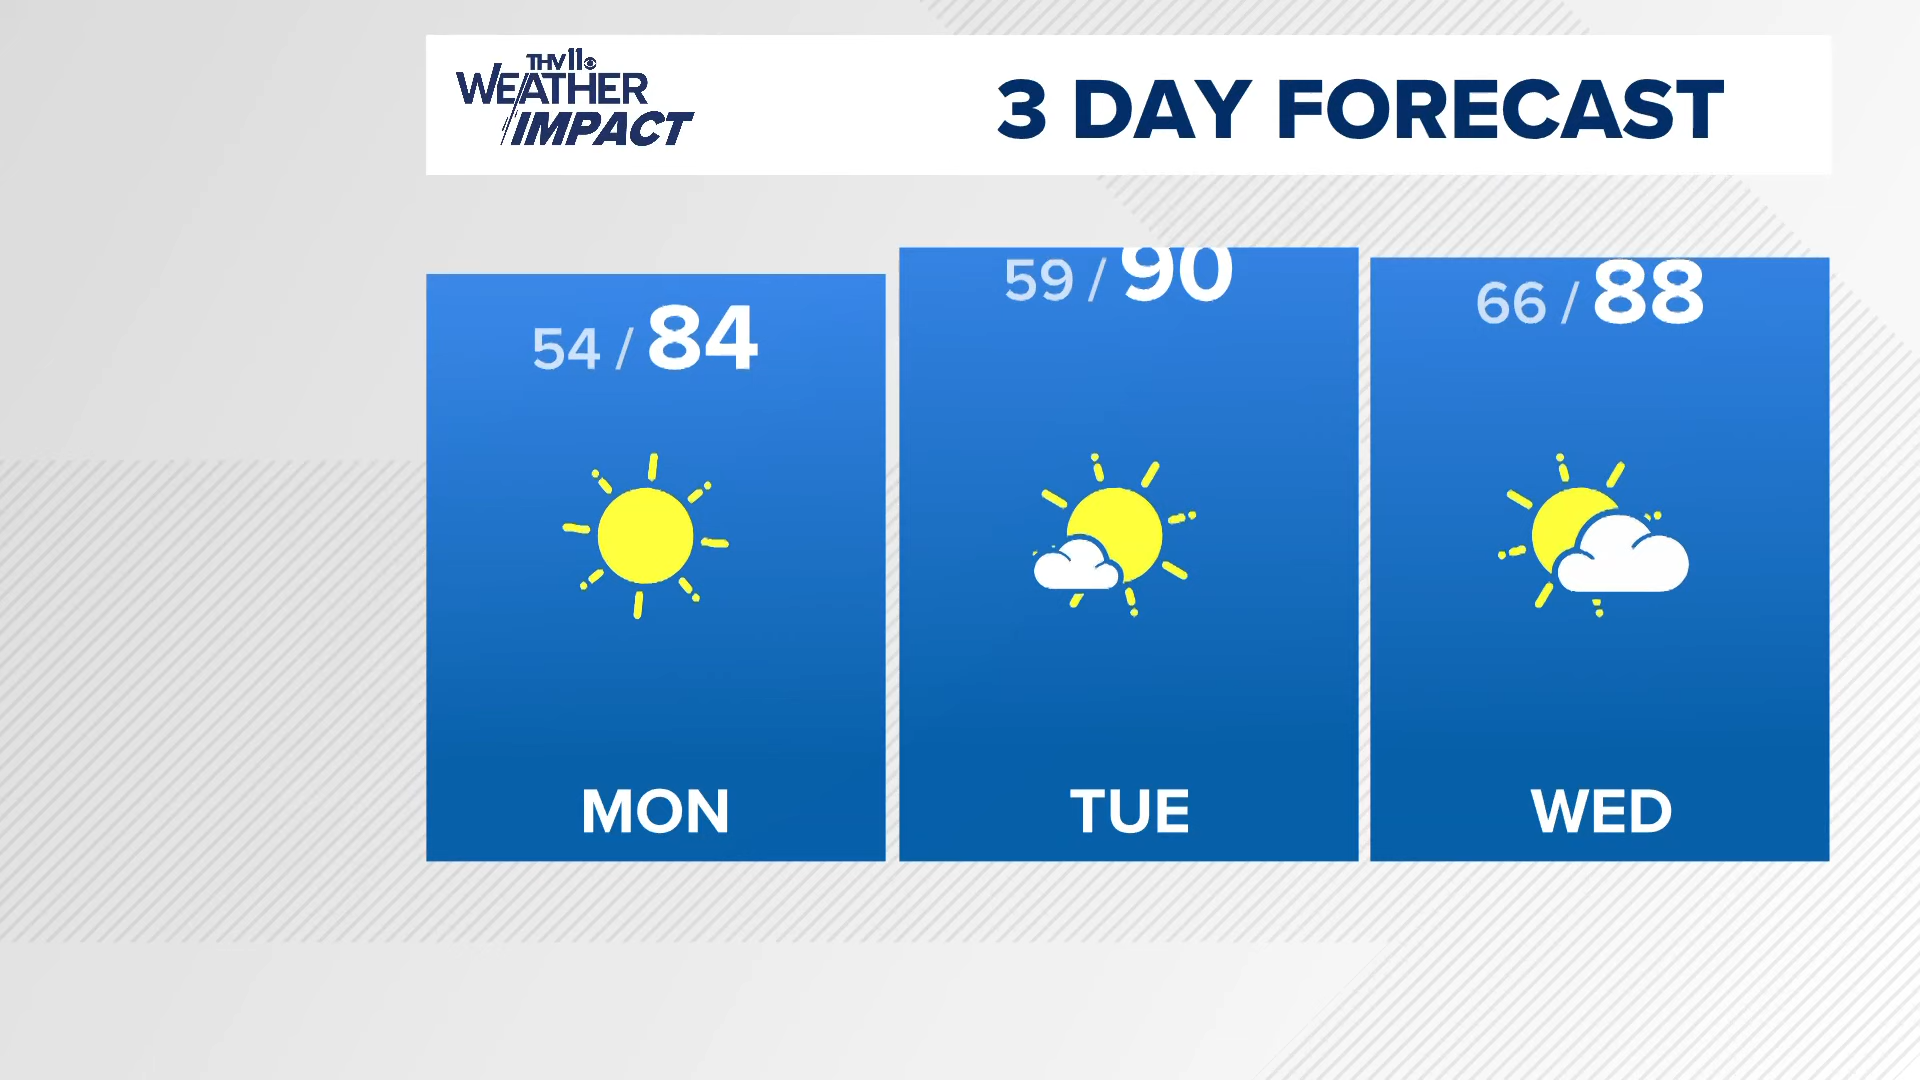 THV11
WEATHER
IMPACT
3 DAY FORECAST
54 / 84
59 / 90
66 / 88
MON
TUE
WED